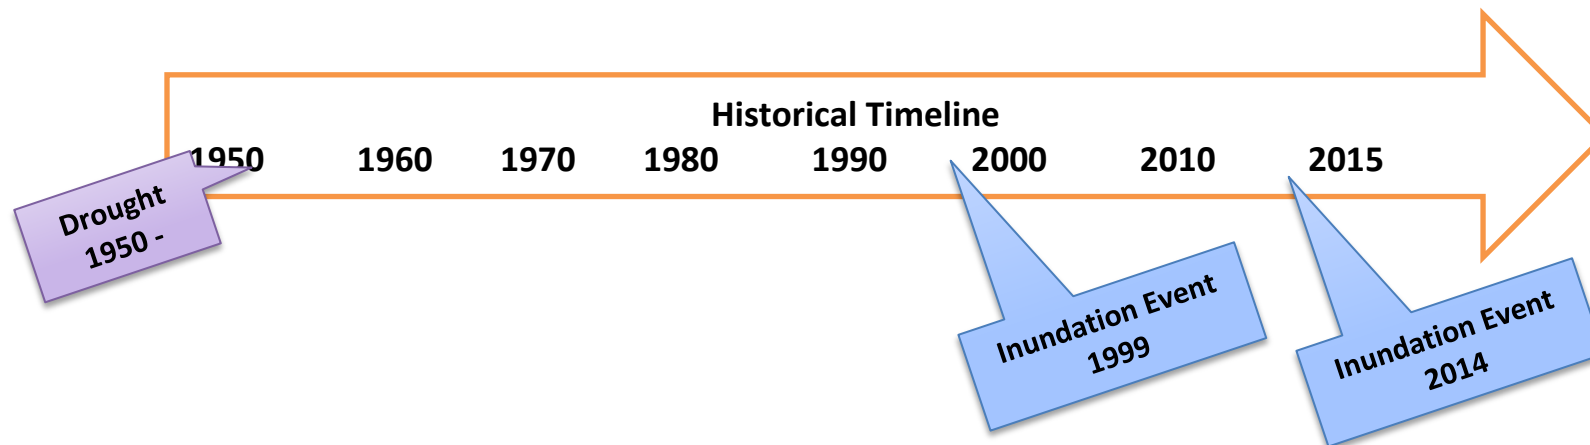 Historical Timeline
1950 1960 1970 1980 1990 2000 2010 2015
Drought
1950 -
Inundation Event
1999
Inundation Event
2014